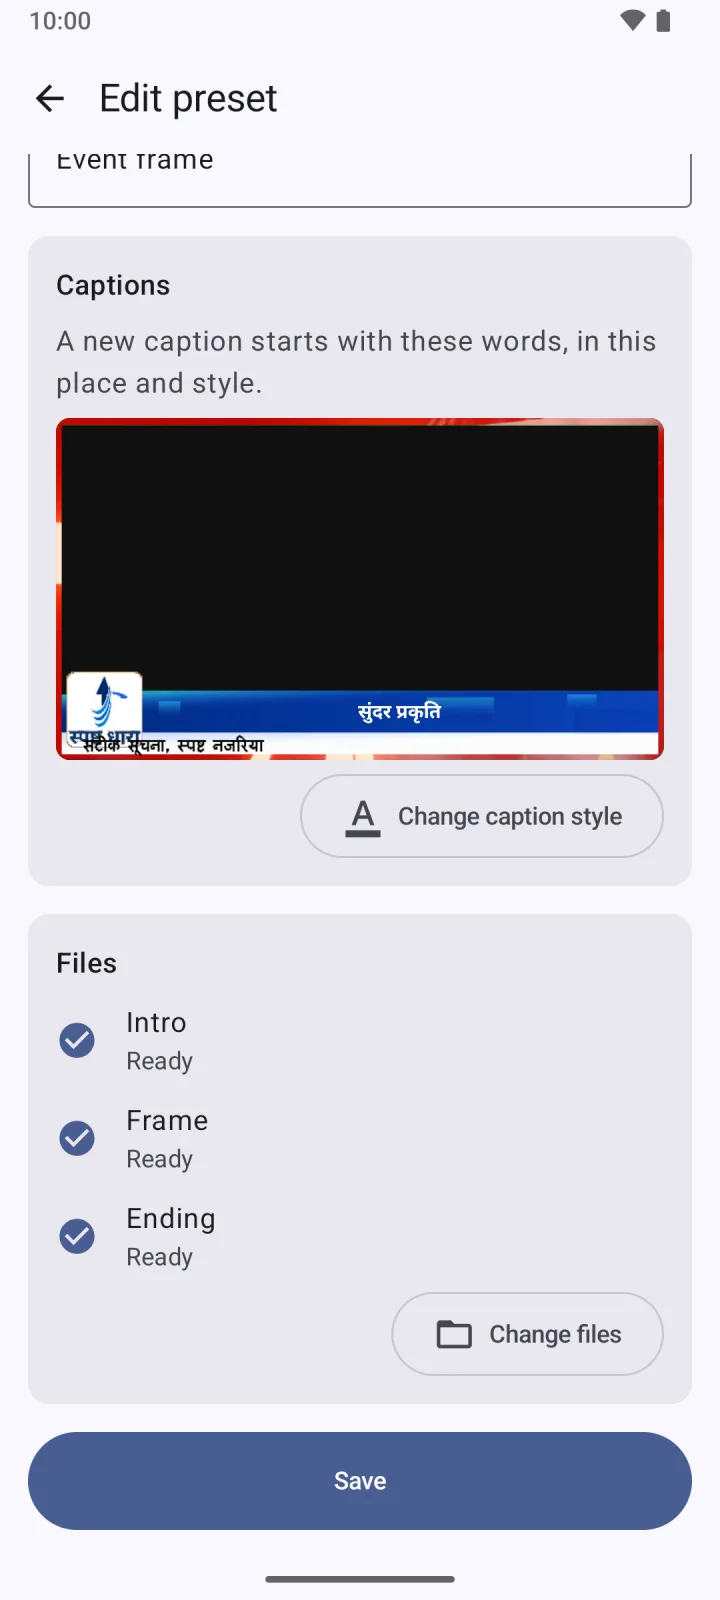 10:00
Edit preset
Event frame
Captions
A new caption starts with these words, in this
place and style.
सुंदर प्रकृति
स्पष्ट धारा
सटीक सूचना, स्पष्ट नजरिया
Change caption style
Files
Intro
Ready
Frame
Ready
Ending
Ready
Change files
Save